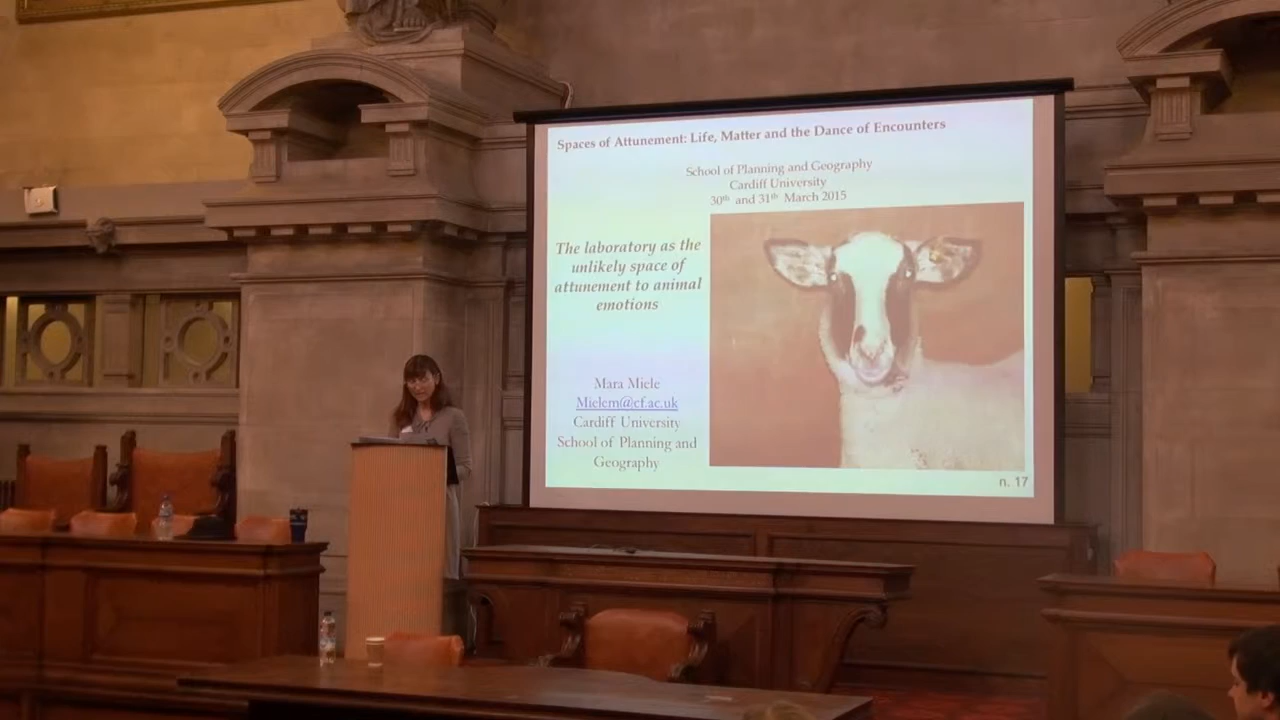 Spaces of Attunement: Life, Matter and the Dance of Encounters
School of Planning and Geography
Cardiff University
30th and 31th March 2015
The laboratory as the
unlikely space of
attunement to animal
emotions
Mara Miele
Mielem@cf.ac.uk
Cardiff University
School of Planning and
Geography
n. 17